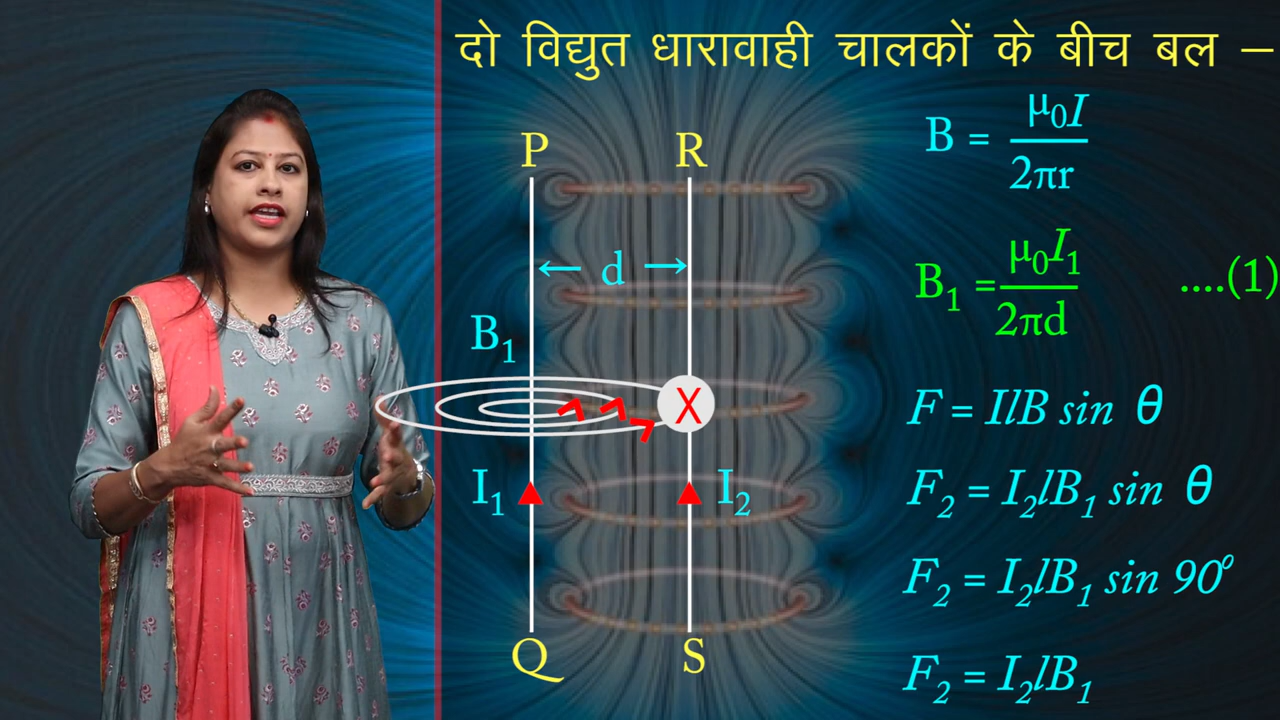 दो विद्युत धारावाही चालकों के बीच बल –
P R
B = μ₀I / 2πr
d
B₁ = μ₀I₁ / 2πd ....(1)
B₁
X
F = IlB sin θ
I₁ I₂
F₂ = I₂lB₁ sin θ
F₂ = I₂lB₁ sin 90⁰
Q S
F₂ = I₂lB₁